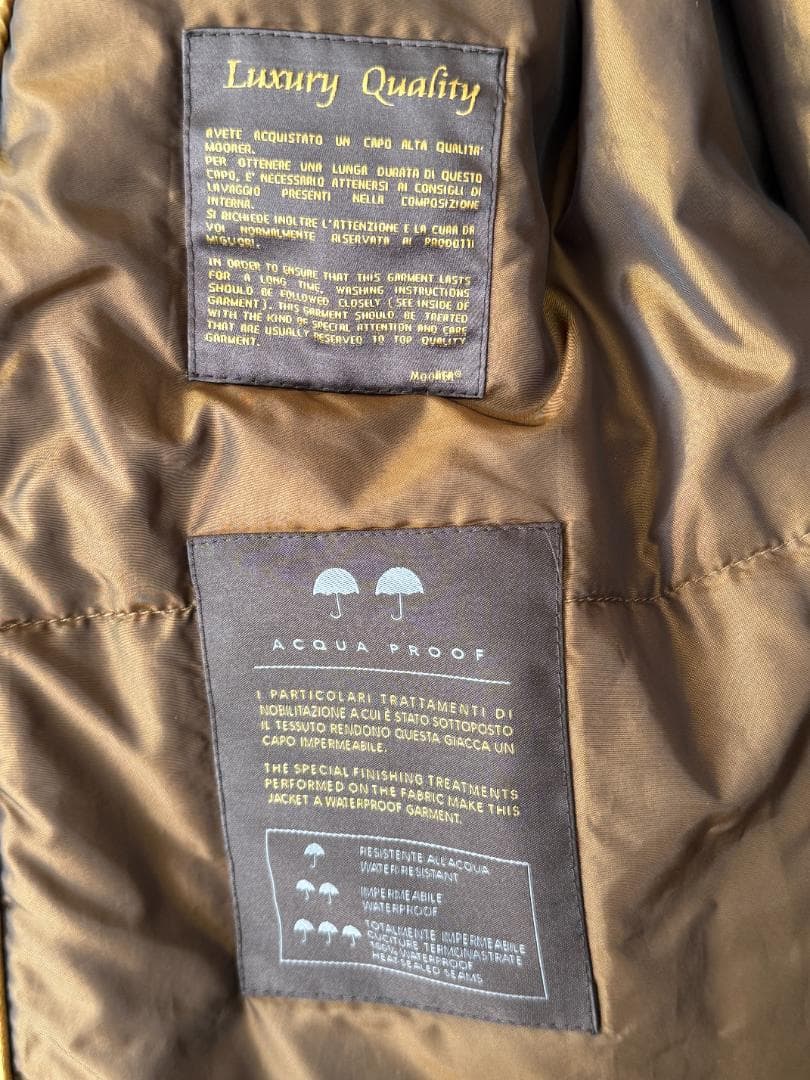 Luxury Quality
AVETE ACQUISTATO UN CAPO ALTA QUALITA'
MOORER.
PER OTTENERE UNA LUNGA DURATA DI QUESTO
CAPO, E' NECESSARIO ATTENERSI AI CONSIGLI DI
LAVAGGIO PRESENTI NELLA COMPOSIZIONE
INTERNA.
SI RICHIEDE INOLTRE L'ATTENZIONE E LA CURA DA
VOI NORMALMENTE RISERVATA AI PRODOTTI
MIGLIORI.
IN ORDER TO ENSURE THAT THIS GARMENT LASTS
FOR A LONG TIME, WASHING INSTRUCTIONS
SHOULD BE FOLLOWED CLOSELY ( SEE INSIDE OF
GARMENT ). THIS GARMENT SHOULD BE TREATED
WITH THE KIND OF SPECIAL ATTENTION AND CARE
THAT ARE USUALLY RESERVED TO TOP QUALITY
GARMENT.
MOORER®
ACQUA PROOF
I PARTICOLARI TRATTAMENTI DI
NOBILITAZIONE A CUI È STATO SOTTOPOSTO
IL TESSUTO RENDONO QUESTA GIACCA UN
CAPO IMPERMEABILE.
THE SPECIAL FINISHING TREATMENTS
PERFORMED ON THE FABRIC MAKE THIS
JACKET A WATERPROOF GARMENT.
RESISTENTE ALL'ACQUA
WATER RESISTANT
IMPERMEABILE
WATERPROOF
TOTALMENTE IMPERMEABILE
CUCITURE TERMONASTRATE
100% WATERPROOF
HEAT-SEALED SEAMS